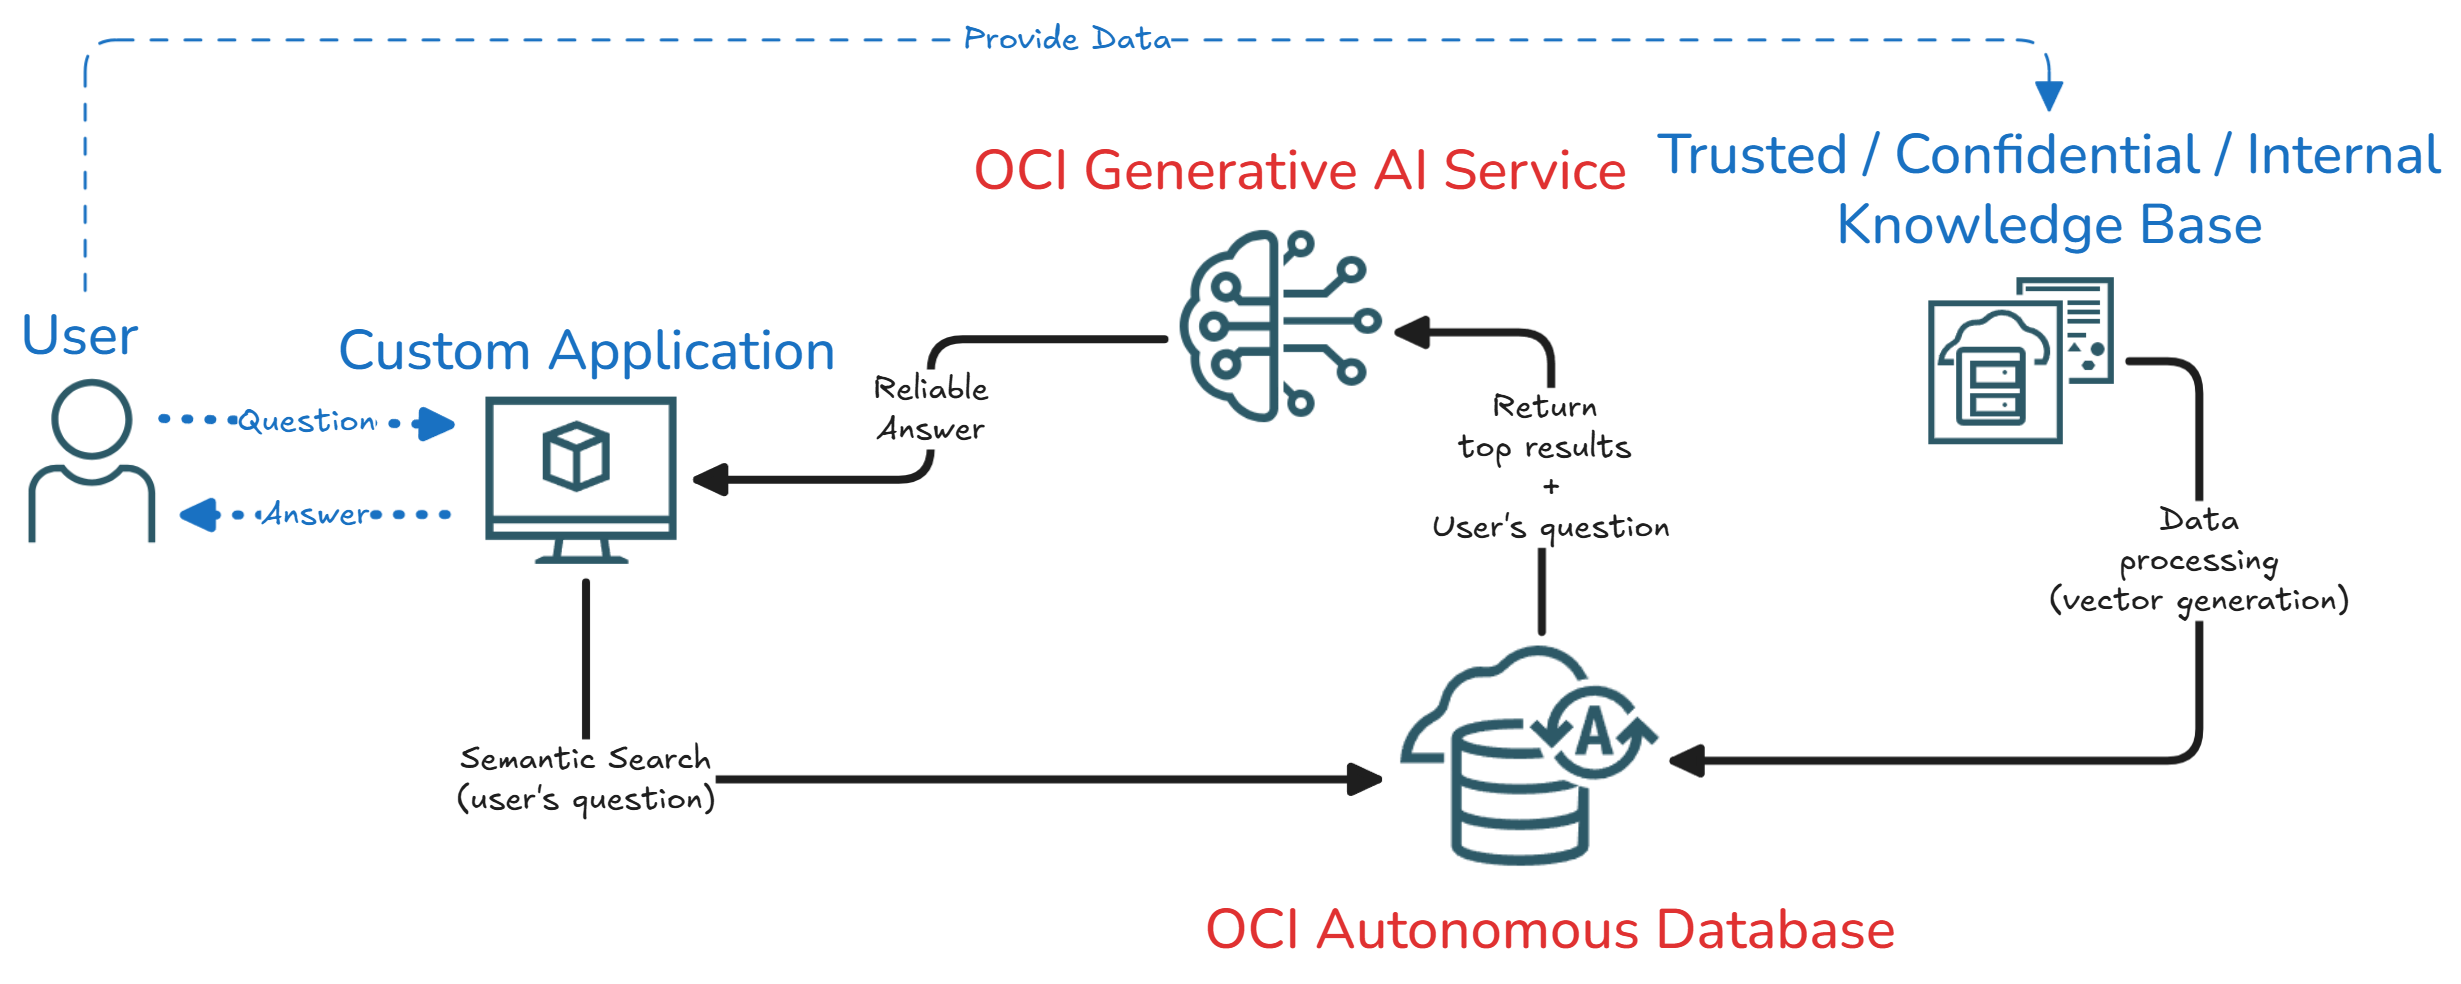 Provide Data
OCI Generative AI Service
Trusted / Confidential / Internal
Knowledge Base
User
Custom Application
Question
Answer
Reliable
Answer
Return
top results
+
User's question
Data
processing
(vector generation)
Semantic Search
(user's question)
A
OCI Autonomous Database